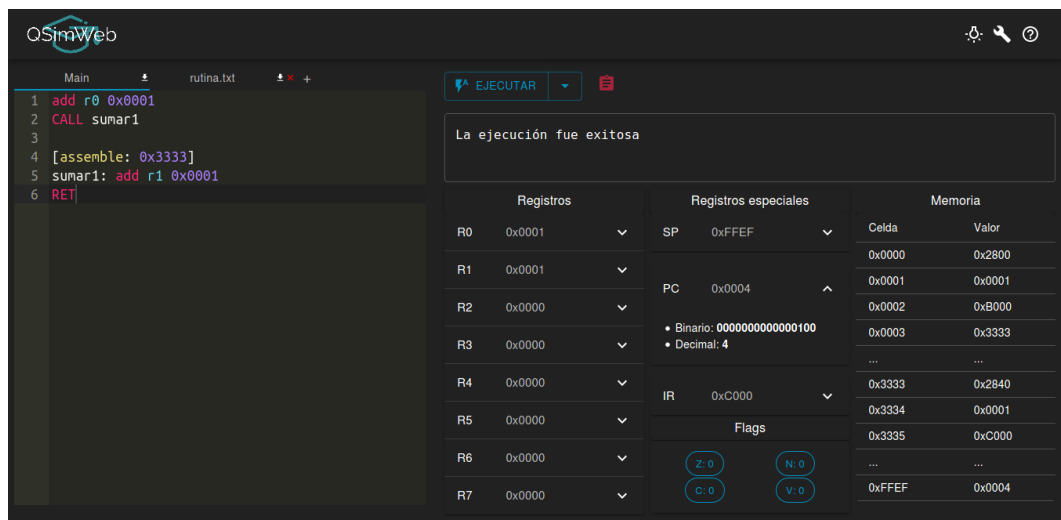 QSimWeb
Main rutina.txt × +
1 add r0 0x0001
2 CALL sumar1
3
4 [assemble: 0x3333]
5 sumar1: add r1 0x0001
6 RET
EJECUTAR
La ejecución fue exitosa
Registros
R0 0x0001
R1 0x0001
R2 0x0000
R3 0x0000
R4 0x0000
R5 0x0000
R6 0x0000
R7 0x0000
Registros especiales
SP 0xFFEF
PC 0x0004
• Binario: 0000000000000100
• Decimal: 4
IR 0xC000
Flags
Z: 0 N: 0
C: 0 V: 0
Memoria
Celda Valor
0x0000 0x2800
0x0001 0x0001
0x0002 0xB000
0x0003 0x3333
... ...
0x3333 0x2840
0x3334 0x0001
0x3335 0xC000
... ...
0xFFEF 0x0004